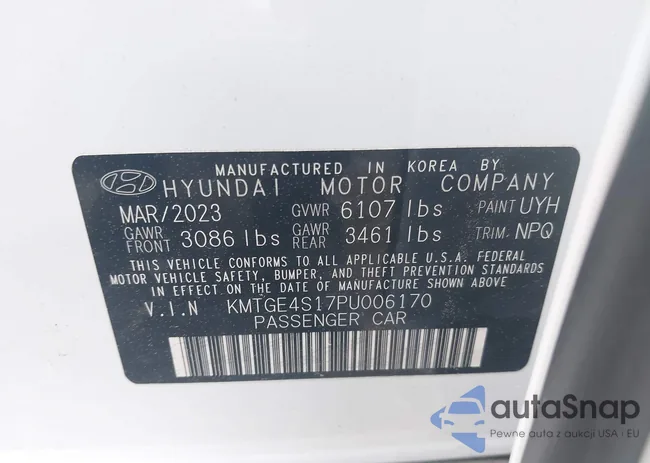 MANUFACTURED IN KOREA BY
HYUNDAI MOTOR COMPANY
MAR/2023 GVWR 6107 lbs PAINT UYH
GAWR FRONT 3086 lbs GAWR REAR 3461 lbs TRIM: NPQ
THIS VEHICLE CONFORMS TO ALL APPLICABLE U.S.A. FEDERAL
MOTOR VEHICLE SAFETY, BUMPER, AND THEFT PREVENTION STANDARDS
IN EFFECT ON THE DATE OF MANUFACTURE SHOWN ABOVE
V.I.N KMTGE4S17PU006170
PASSENGER CAR
autaSnap
Pewne auta z aukcji USA i EU